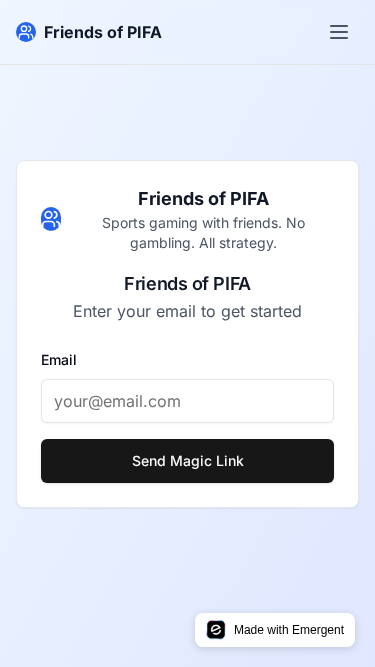 Friends of PIFA
Friends of PIFA
Sports gaming with friends. No
gambling. All strategy.
Friends of PIFA
Enter your email to get started
Email
your@email.com
Send Magic Link
Made with Emergent